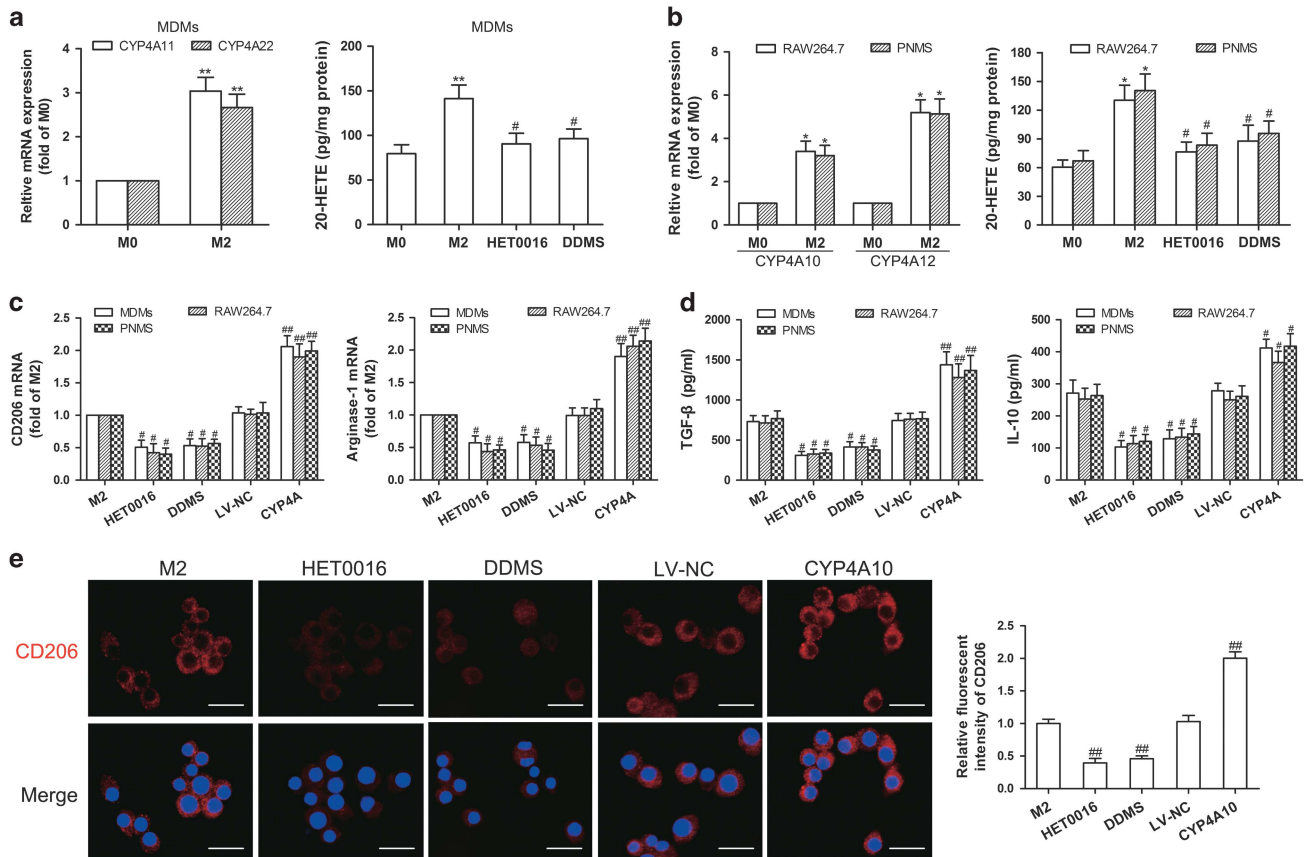 a
MDMs
CYP4A11
CYP4A22
Reltive mRNA expression
(fold of M0)
4
3
2
1
0
**
**
M0
M2
MDMs
20-HETE (pg/mg protein)
200
150
100
50
0
**
#
#
M0
M2
HET0016
DDMS
b
RAW264.7
PNMS
Reltive mRNA expression
(fold of M0)
8
6
4
2
0
*
*
*
*
M0
M2
M0
M2
CYP4A10
CYP4A12
RAW264.7
PNMS
20-HETE (pg/mg protein)
180
150
120
90
60
30
0
*
*
#
#
#
#
M0
M2
HET0016
DDMS
c
MDMs
RAW264.7
PNMS
CD206 mRNA
(fold of M2)
2.5
2.0
1.5
1.0
0.5
0.0
# # #
# # #
## ## ##
M2
HET0016
DDMS
LV-NC
CYP4A
MDMs
RAW264.7
PNMS
Arginase-1 mRNA
(fold of M2)
2.5
2.0
1.5
1.0
0.5
0.0
# # #
# # #
## ## ##
M2
HET0016
DDMS
LV-NC
CYP4A
d
MDMs
RAW264.7
PNMS
TGF-β (pg/ml)
2000
1500
1000
500
0
# # #
# # #
## ## ##
M2
HET0016
DDMS
LV-NC
CYP4A
MDMs
RAW264.7
PNMS
IL-10 (pg/ml)
500
400
300
200
100
0
# # #
# # #
# # #
M2
HET0016
DDMS
LV-NC
CYP4A
e
M2
HET0016
DDMS
LV-NC
CYP4A10
CD206
Merge
Relative fluorescent
intensity of CD206
2.5
2.0
1.5
1.0
0.5
0.0
##
##
##
M2
HET0016
DDMS
LV-NC
CYP4A10